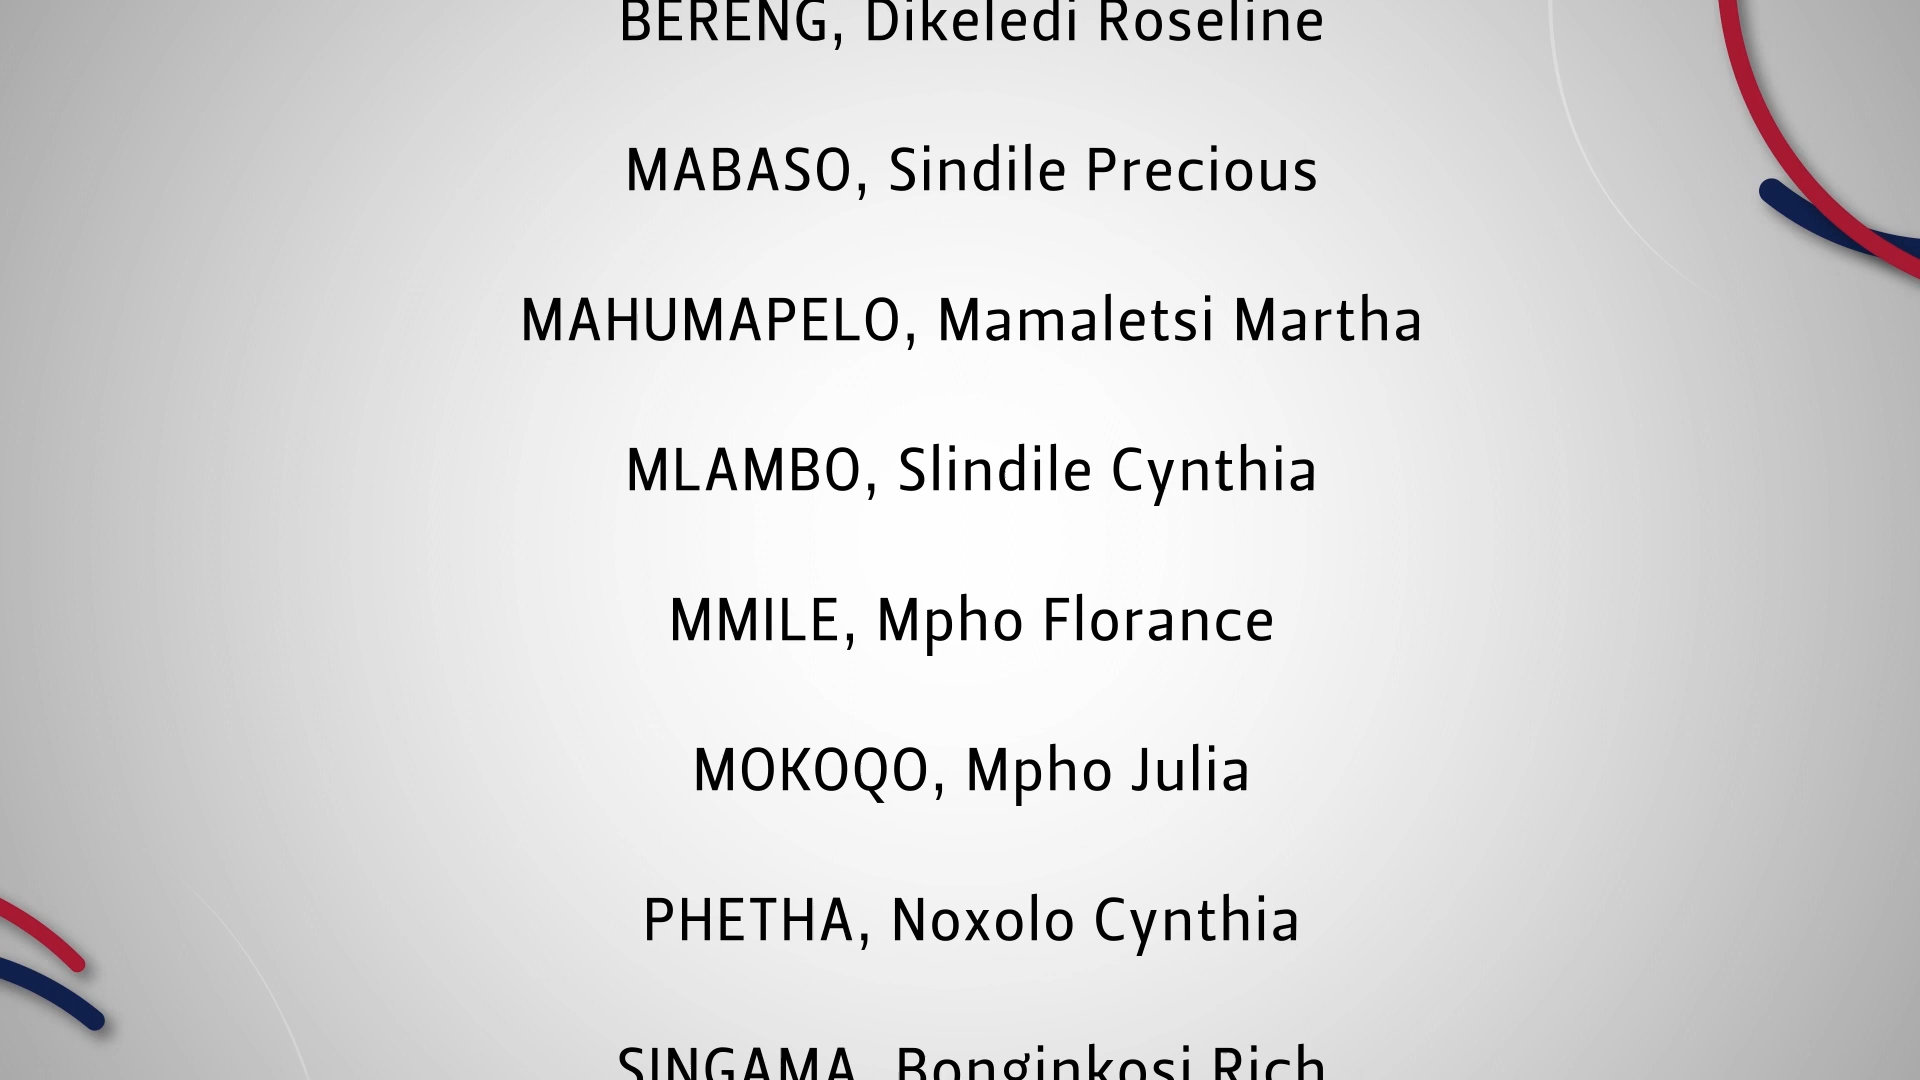 BERENG, Dikeledi Roseline
MABASO, Sindile Precious
MAHUMAPELO, Mamaletsi Martha
MLAMBO, Slindile Cynthia
MMILE, Mpho Florance
MOKOQO, Mpho Julia
PHETHA, Noxolo Cynthia
SINGAMA, Bonginkosi Rich